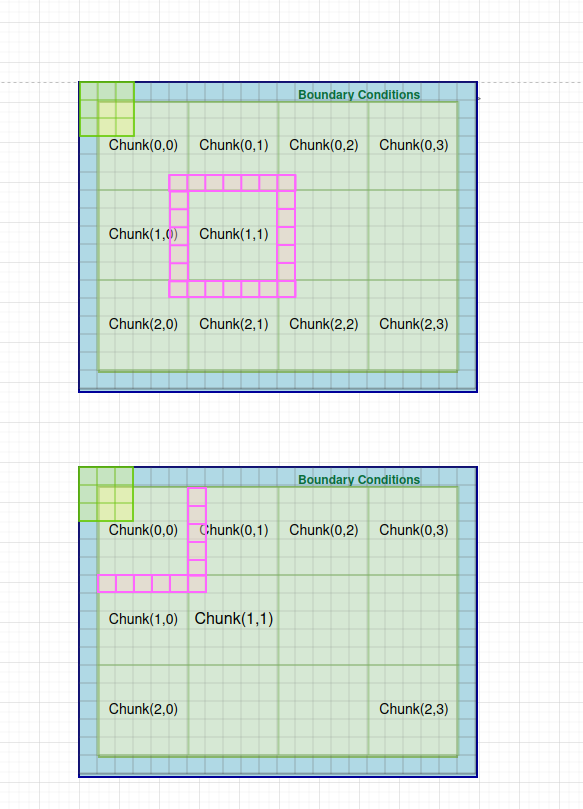 Boundary Conditions
Chunk(0,0) Chunk(0,1) Chunk(0,2) Chunk(0,3)
Chunk(1,0) Chunk(1,1)
Chunk(2,0) Chunk(2,1) Chunk(2,2) Chunk(2,3)
Boundary Conditions
Chunk(0,0) Chunk(0,1) Chunk(0,2) Chunk(0,3)
Chunk(1,0) Chunk(1,1)
Chunk(2,0) Chunk(2,3)